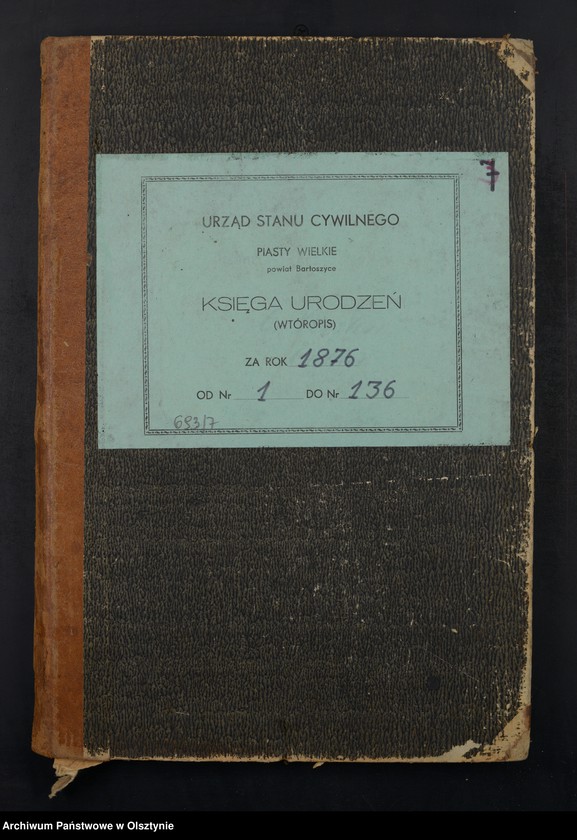 7
URZĄD STANU CYWILNEGO
PIASTY WIELKIE
powiat Bartoszyce
KSIĘGA URODZEŃ
(WTÓROPIS)
ZA ROK 1876
OD Nr 1 DO Nr 136
693/7
Archiwum Państwowe w Olsztynie